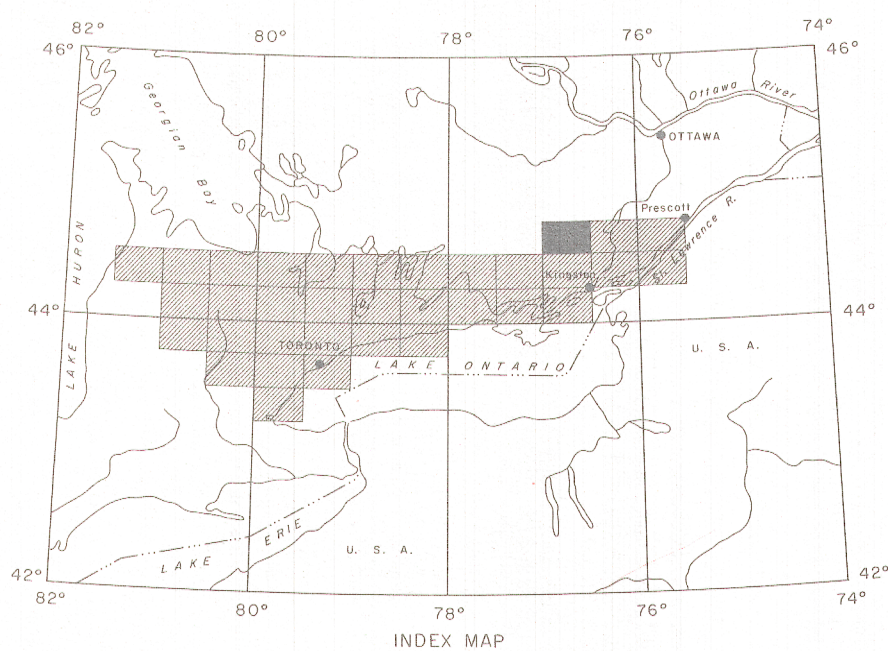 82°
80°
78°
76°
74°
46°
46°
Georgian
Bay
Ottawa River
OTTAWA
Prescott
St. Lawrence R.
LAKE HURON
Kingston
44°
44°
TORONTO
LAKE ONTARIO
U. S. A.
LAKE ERIE
U. S. A.
42°
42°
82°
80°
78°
76°
74°
INDEX MAP